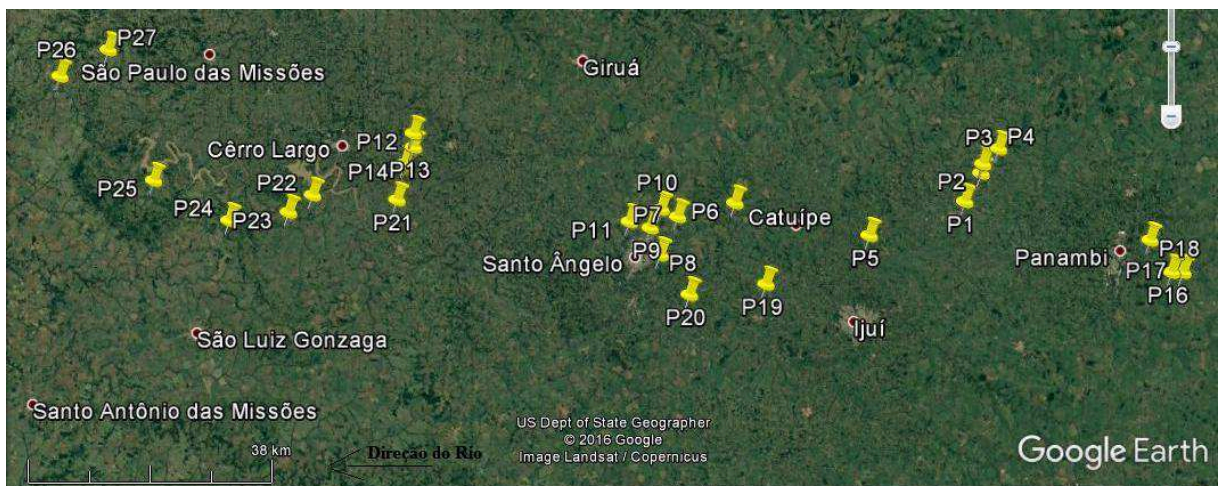 P26
P27
São Paulo das Missões
Giruá
Cêrro Largo
P12
P14
P13
P3
P4
P2
P1
P25
P22
P24
P23
P21
P10
P11
P7
P6
P9
P8
Catuípe
P5
Santo Ângelo
P20
P19
Panambi
P18
P17
P16
Ijuí
São Luiz Gonzaga
Santo Antônio das Missões
38 km
Direção do Rio
US Dept of State Geographer
© 2016 Google
Image Landsat / Copernicus
Google Earth